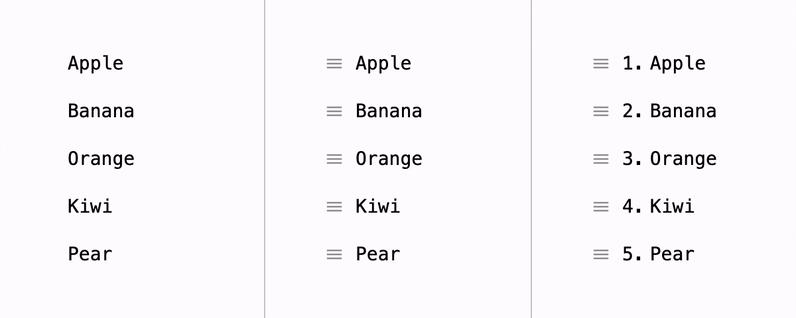 Apple
Banana
Orange
Kiwi
Pear
Apple
Banana
Orange
Kiwi
Pear
1. Apple
2. Banana
3. Orange
4. Kiwi
5. Pear